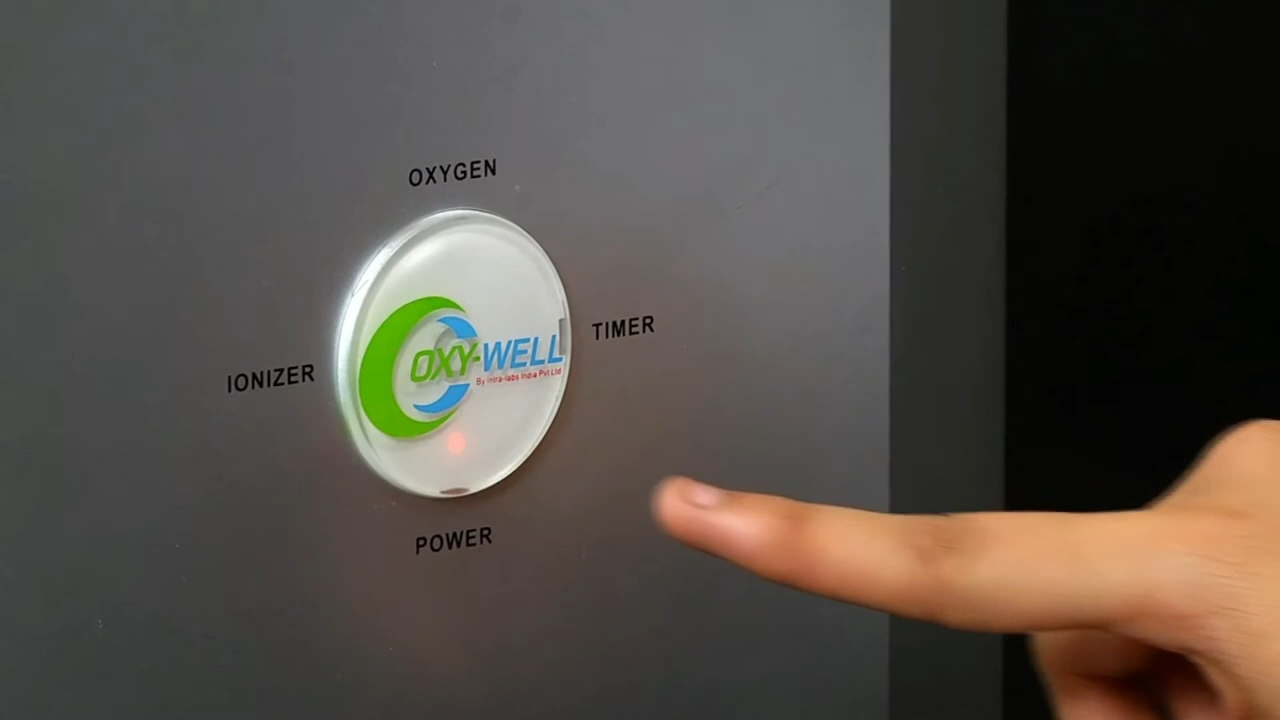 OXYGEN
IONIZER
OXY-WELL
By Intra-labs India Pvt Ltd
TIMER
POWER